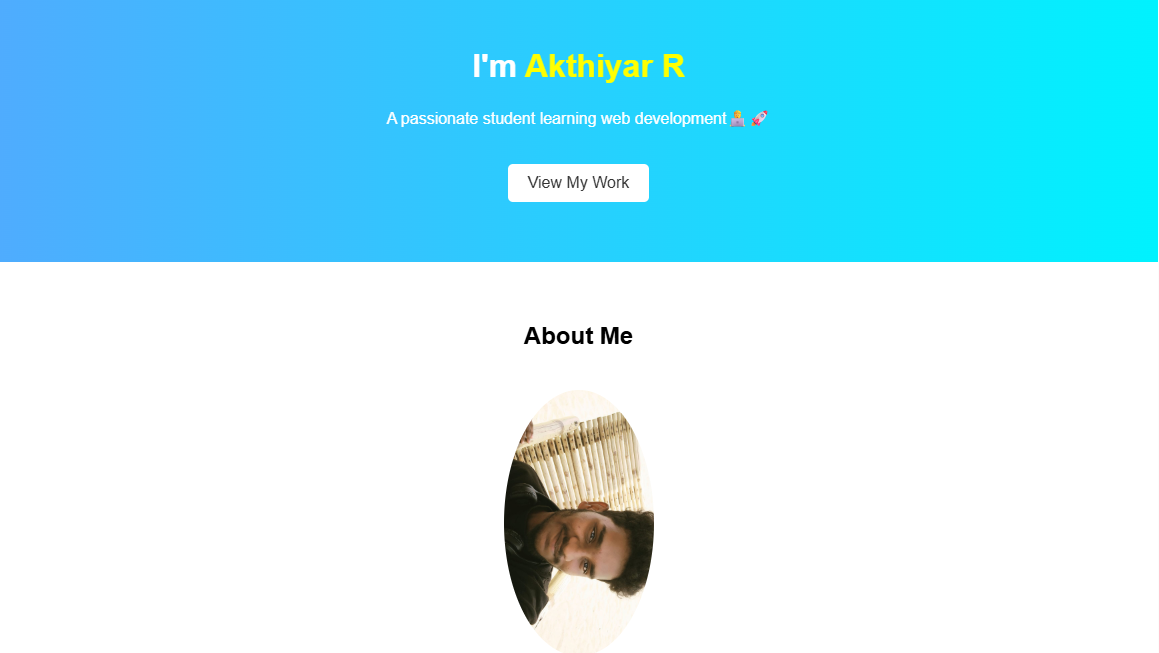 I'm Akthiyar R
A passionate student learning web development 👩‍💻 🚀
View My Work
About Me